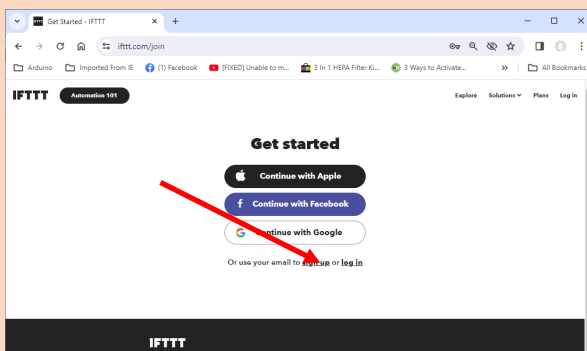 Get Started - IFTTT
ifttt.com/join
Arduino Imported From IE (1) Facebook [FIXED] Unable to m... 3 In 1 HEPA Filter Ki... 3 Ways to Activate... » All Bookmarks
IFTTT Automation 101 Explore Solutions Plans Log in
Get started
Continue with Apple
Continue with Facebook
Continue with Google
Or use your email to sign up or log in
IFTTT